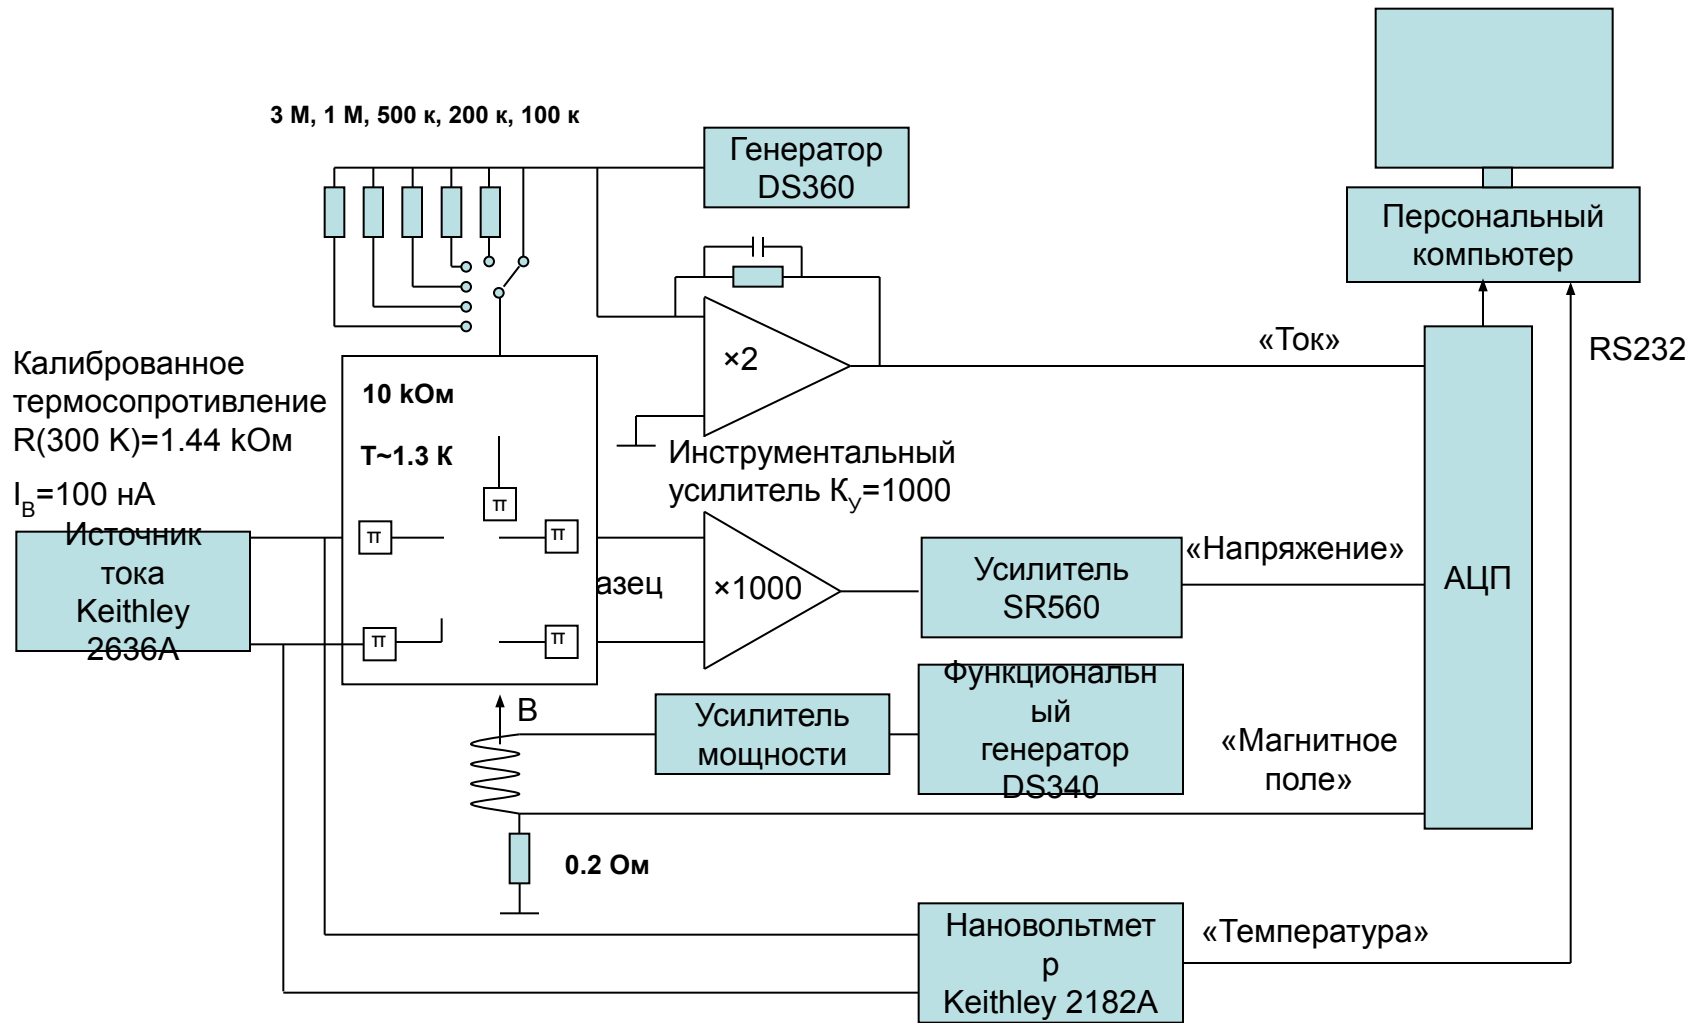 3 М, 1 М, 500 к, 200 к, 100 к
Генератор
DS360
Персональный
компьютер
×2
«Ток»
RS232
Калиброванное
термосопротивление
R(300 K)=1.44 kОм
I_B=100 нА
10 kОм
T~1.3 К
Инструментальный
усилитель К_У=1000
π
π
π
π
π
Источник
тока
Keithley
2636A
азец
×1000
Усилитель
SR560
«Напряжение»
АЦП
B
Усилитель
мощности
Функциональн
ый
генератор
DS340
«Магнитное
поле»
0.2 Ом
Нановольтмет
р
Keithley 2182A
«Температура»